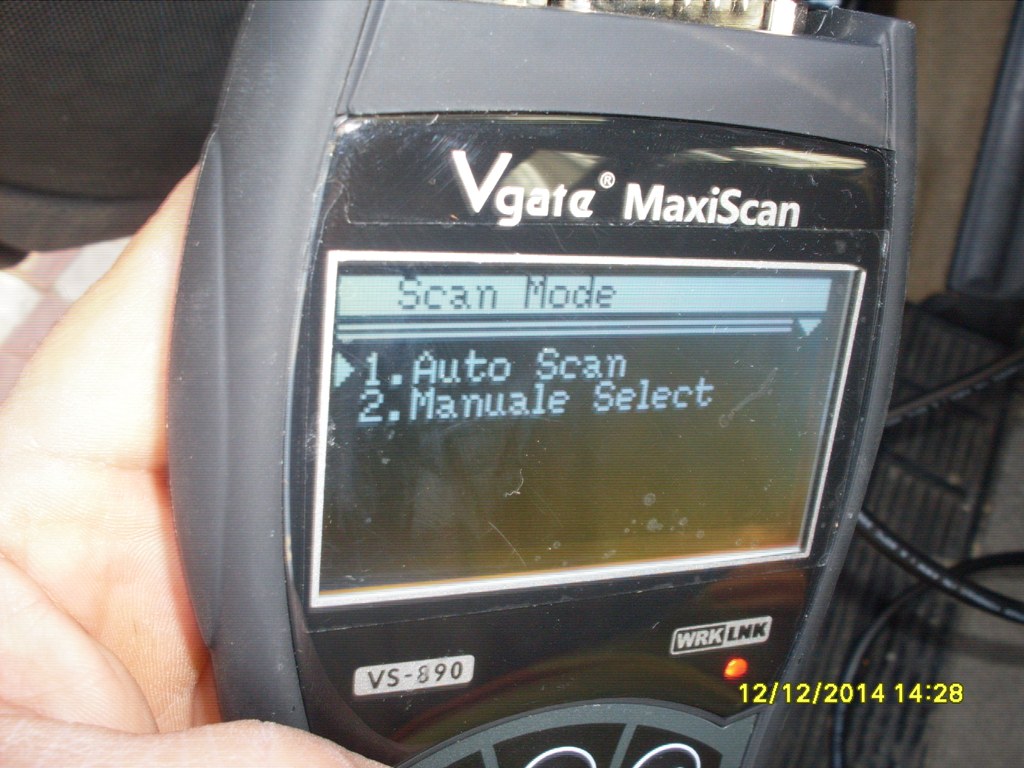 Vgate® MaxiScan
Scan Mode
1.Auto Scan
2.Manuale Select
WRK LNK
VS-890
12/12/2014 14:28